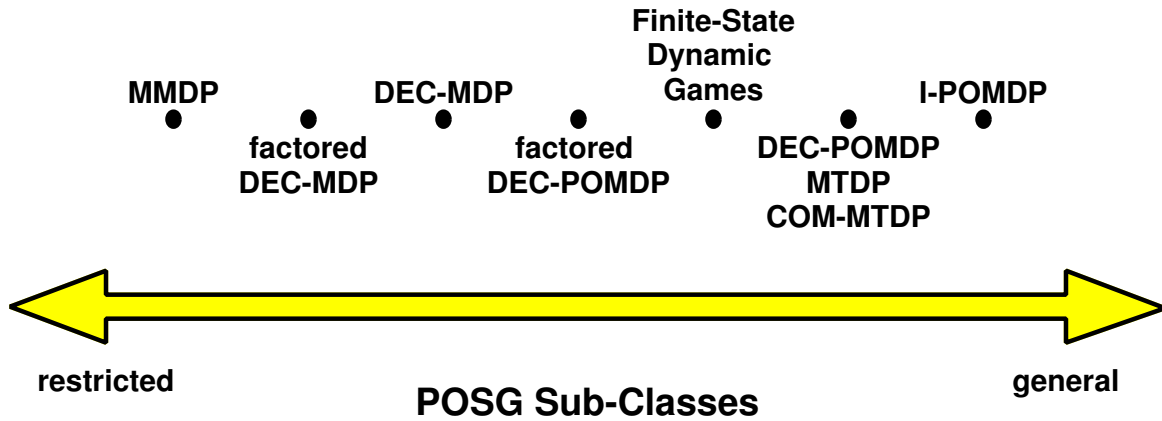 MMDP
factored
DEC-MDP
DEC-MDP
factored
DEC-POMDP
Finite-State
Dynamic
Games
DEC-POMDP
MTDP
COM-MTDP
I-POMDP
restricted
general
POSG Sub-Classes